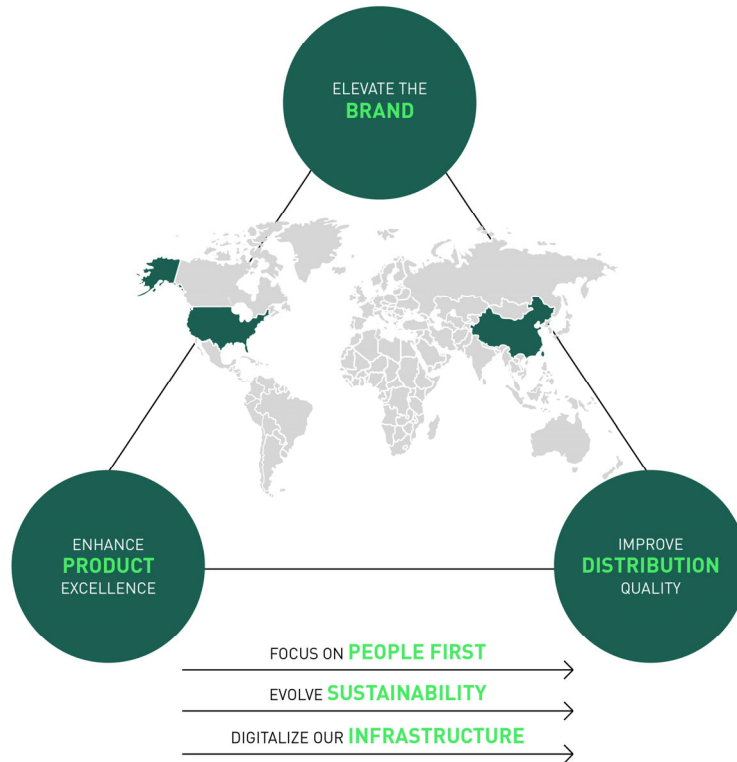 ELEVATE THE
BRAND
ENHANCE
PRODUCT
EXCELLENCE
IMPROVE
DISTRIBUTION
QUALITY
FOCUS ON PEOPLE FIRST
EVOLVE SUSTAINABILITY
DIGITALIZE OUR INFRASTRUCTURE